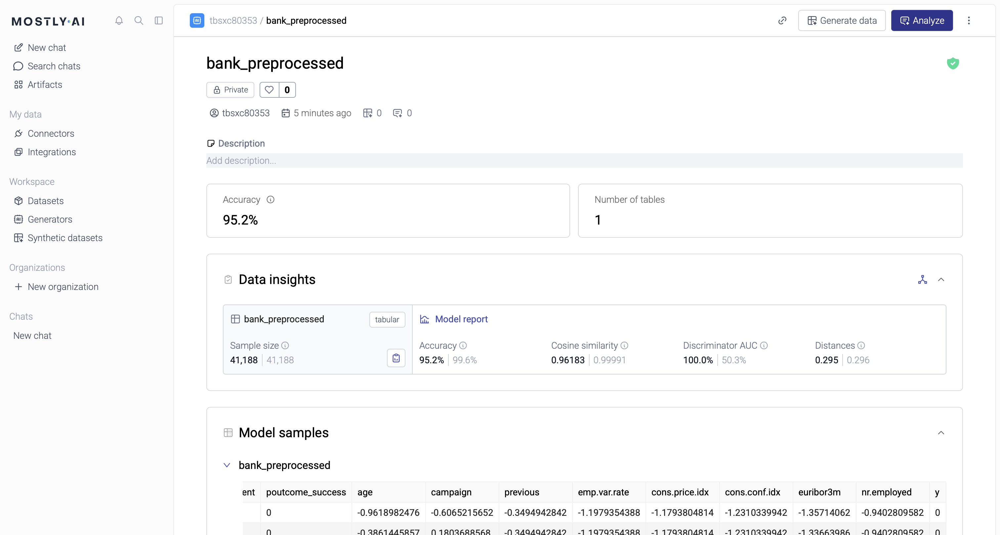 MOSTLY·AI
New chat
Search chats
Artifacts
My data
Connectors
Integrations
Workspace
Datasets
Generators
Synthetic datasets
Organizations
New organization
Chats
New chat
tbsxc80353 / bank_preprocessed
Generate data
Analyze
bank_preprocessed
Private
0
tbsxc80353 5 minutes ago 0 0
Description
Add description...
Accuracy
95.2%
Number of tables
1
Data insights
bank_preprocessed tabular
Sample size
41,188 41,188
Model report
Accuracy Cosine similarity Discriminator AUC Distances
95.2% 99.6% 0.96183 0.99991 100.0% 50.3% 0.295 0.296
Model samples
bank_preprocessed
ent poutcome_success age campaign previous emp.var.rate cons.price.idx cons.conf.idx euribor3m nr.employed y
0 -0.9618982476 -0.6065215652 -0.3494942842 -1.1979354388 -1.1793804814 -1.2310339942 -1.35714062 -0.9402809582 0
0 -0.3861445857 0.1803688568 -0.3494942842 -1.1979354388 -1.1793804814 -1.2310339942 -1.33663986 -0.9402809582 0